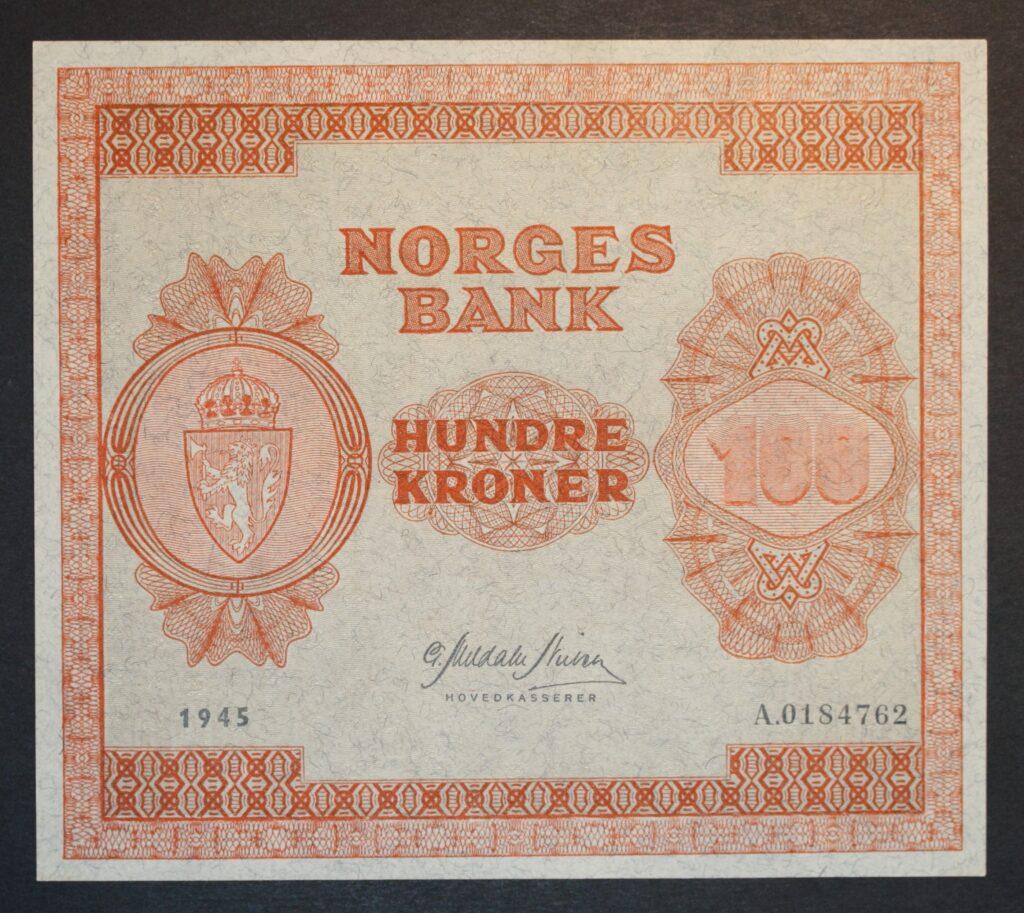 NORGES
BANK
HUNDRE
KRONER
100
HOVEDKASSERER
1945
A.0184762